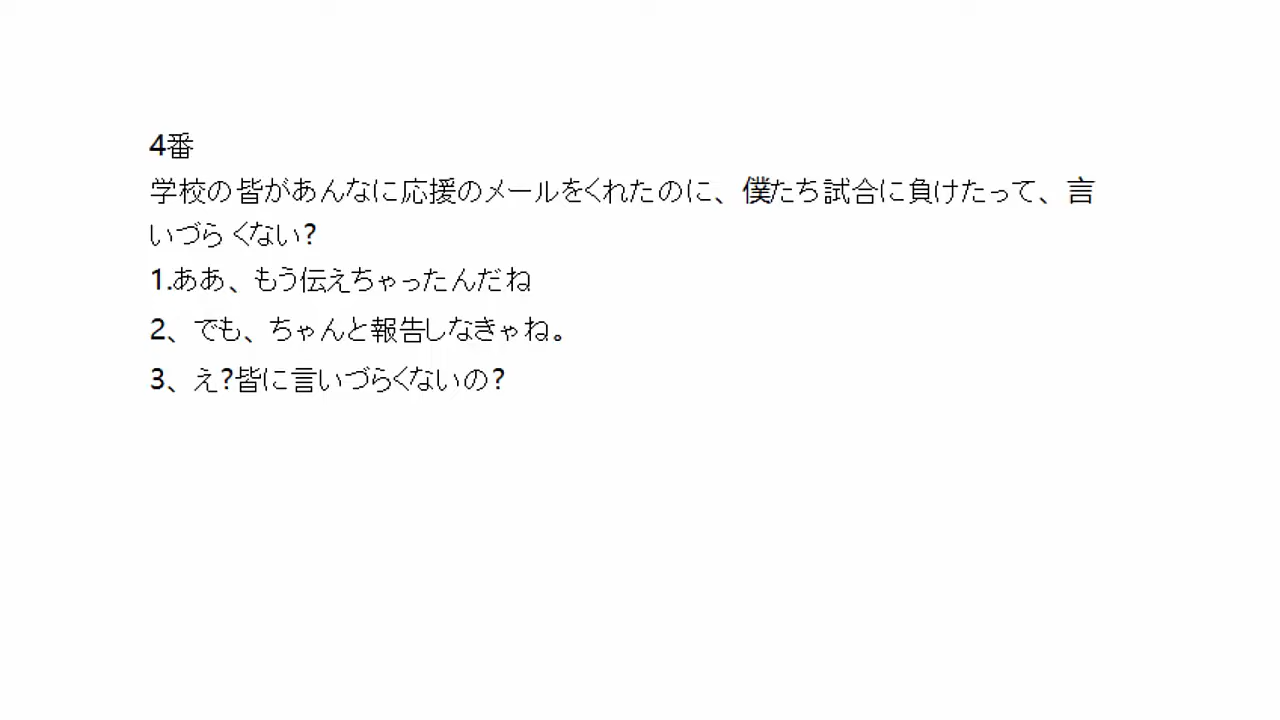 4番
学校の皆があんなに応援のメールをくれたのに、僕たち試合に負けたって、言
いづらくない?
1.ああ、もう伝えちゃったんだね
2、でも、ちゃんと報告しなきゃね。
3、え?皆に言いづらくないの?